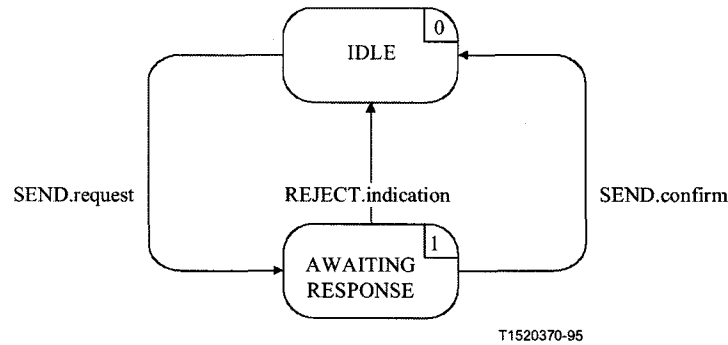 0
IDLE
SEND.request
REJECT.indication
SEND.confirm
1
AWAITING
RESPONSE
T1520370-95